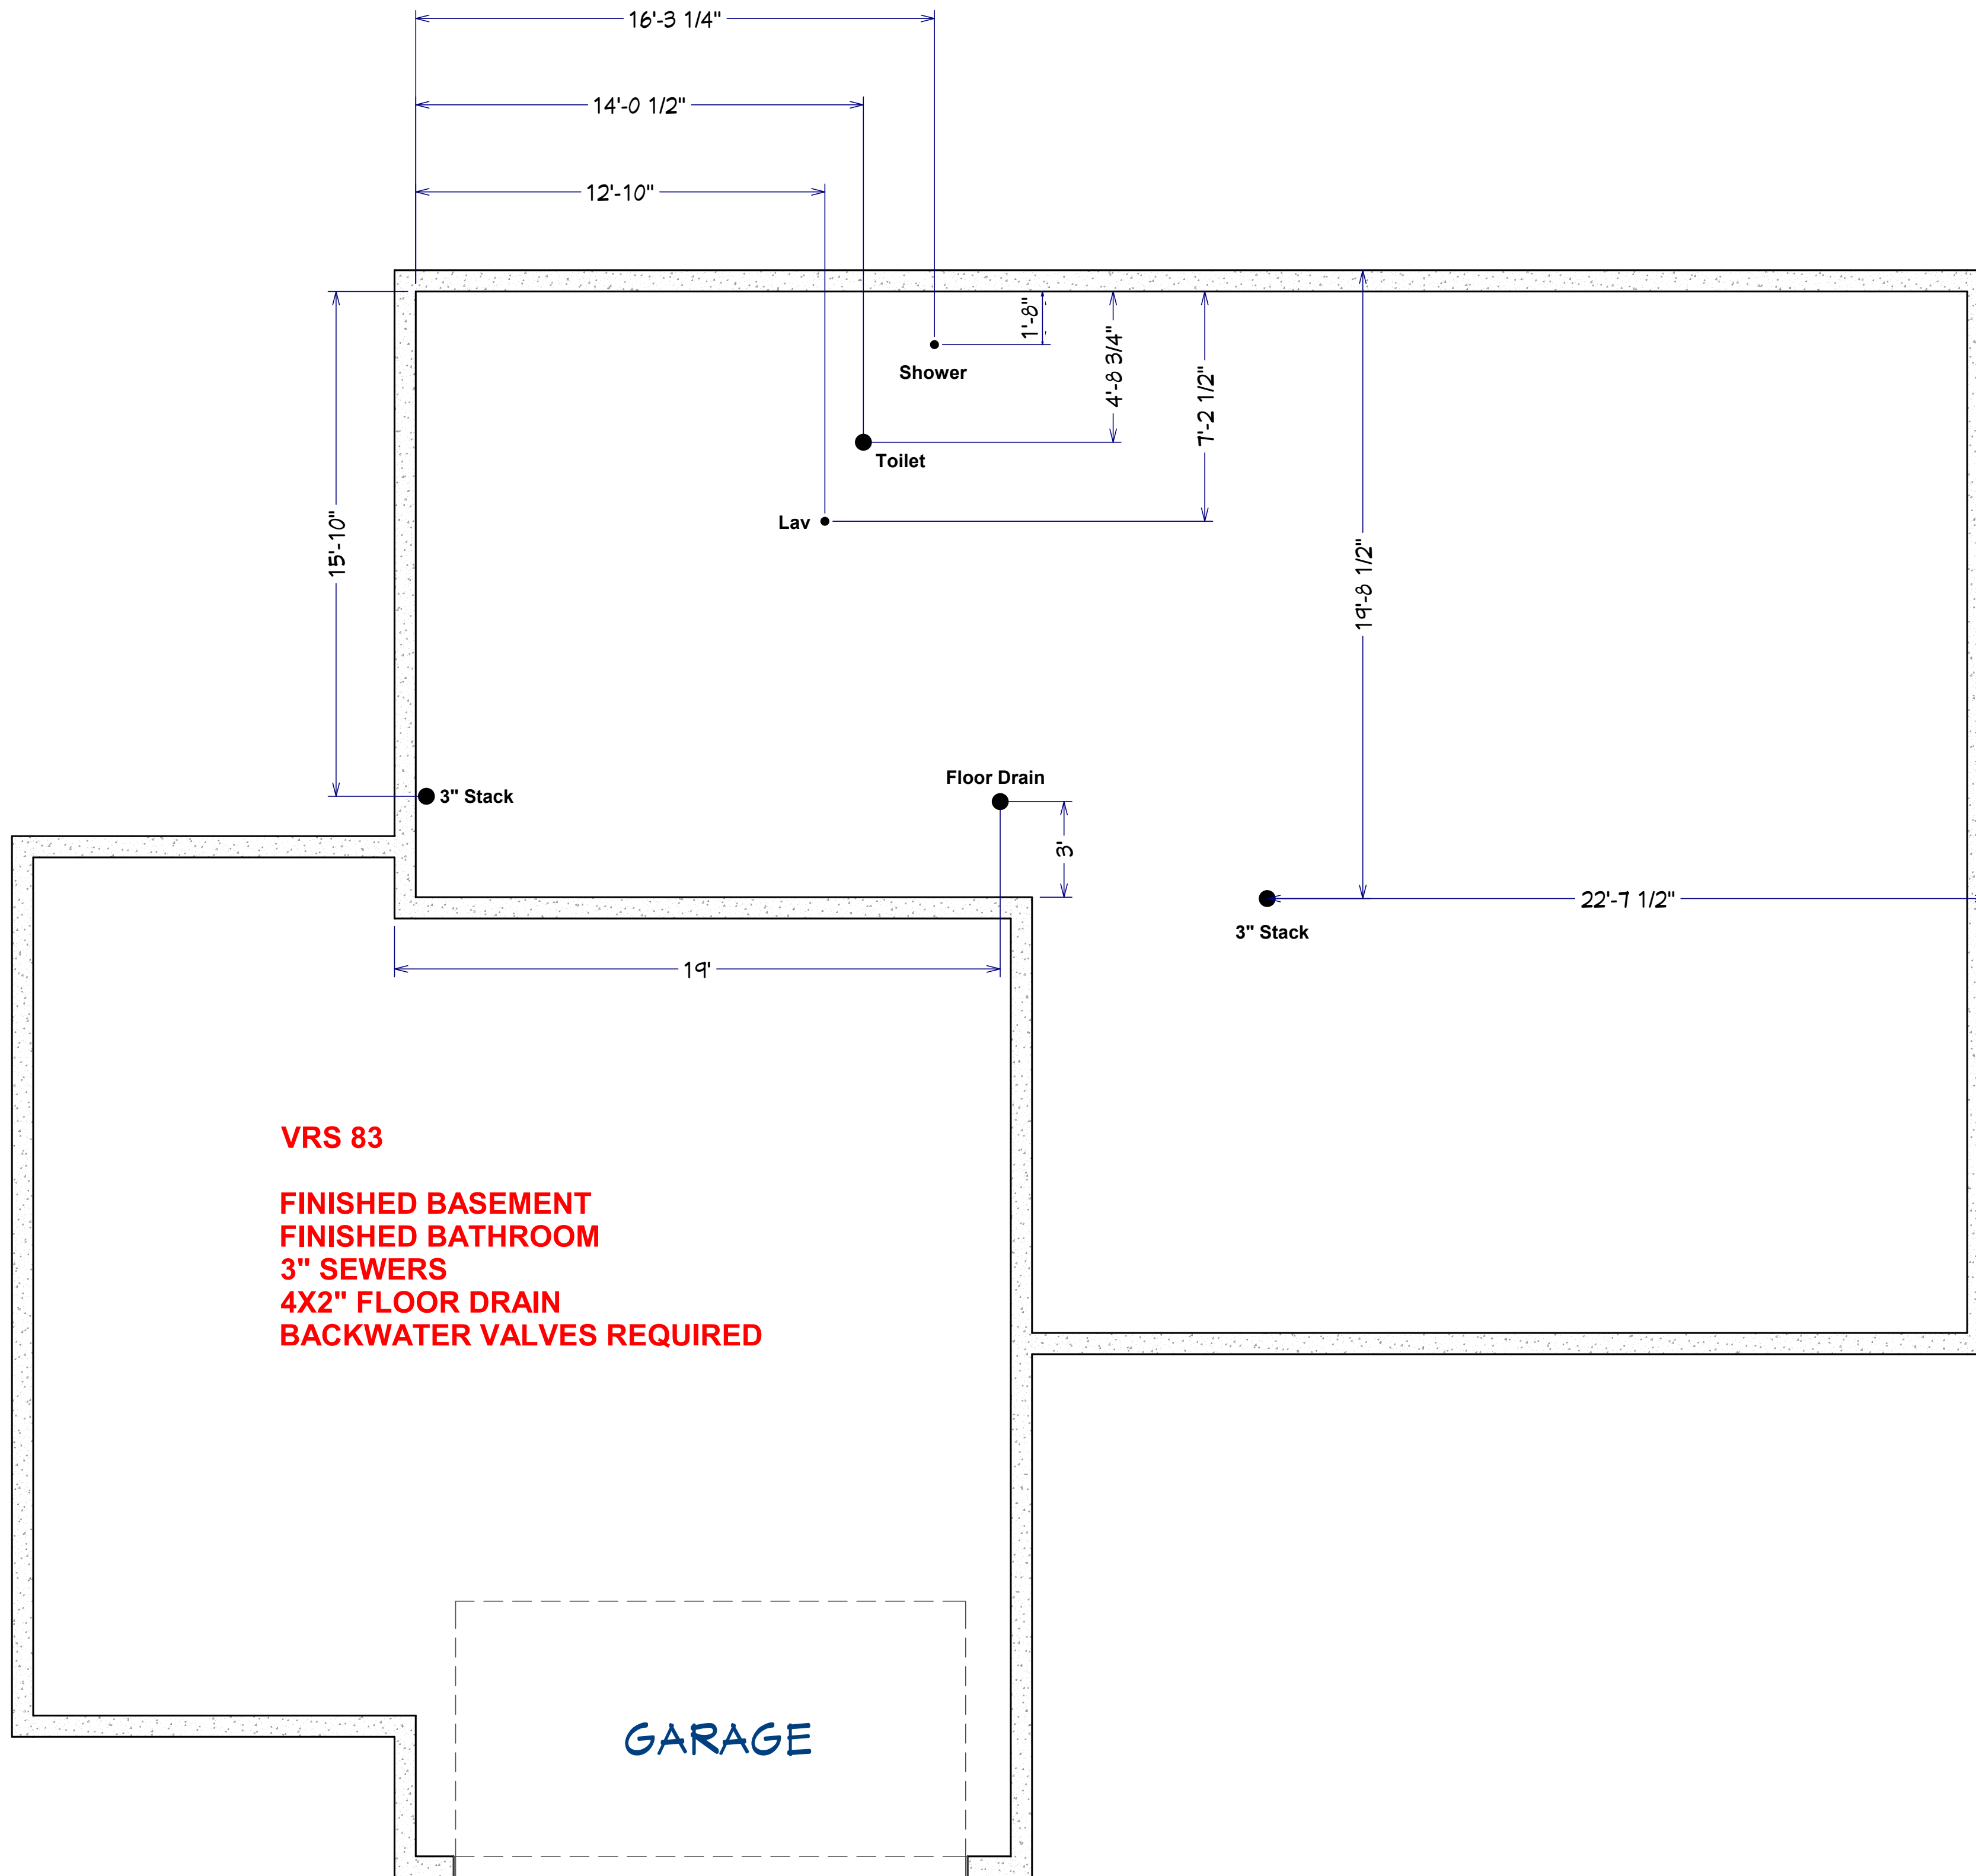 16'-3 1/4"
14'-0 1/2"
12'-10"
1'-8"
4'-8 3/4"
7'-2 1/2"
Shower
Toilet
Lav
15'-10"
19'-8 1/2"
Floor Drain
3" Stack
3'
22'-7 1/2"
3" Stack
19'
VRS 83
FINISHED BASEMENT
FINISHED BATHROOM
3" SEWERS
4X2" FLOOR DRAIN
BACKWATER VALVES REQUIRED
GARAGE